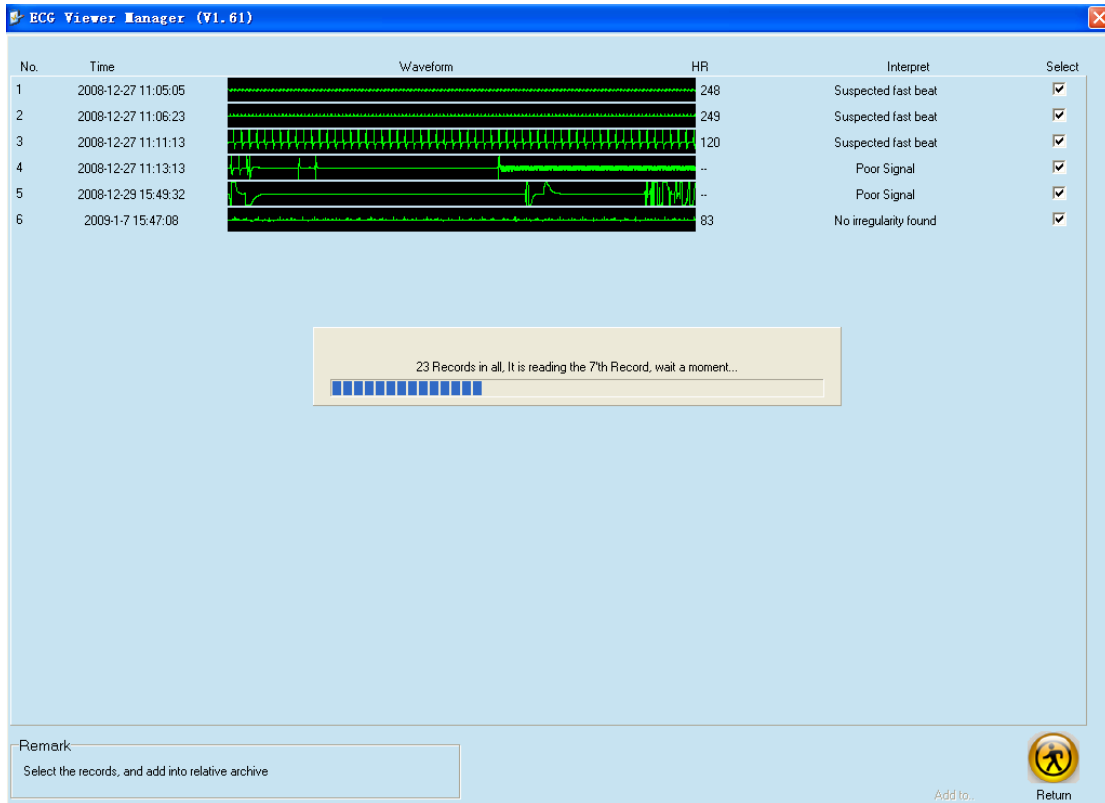 ECG Viewer Manager (V1.61)
No. Time Waveform HR Interpret Select
1 2008-12-27 11:05:05 248 Suspected fast beat
2 2008-12-27 11:06:23 249 Suspected fast beat
3 2008-12-27 11:11:13 120 Suspected fast beat
4 2008-12-27 11:13:13 -- Poor Signal
5 2008-12-29 15:49:32 -- Poor Signal
6 2009-1-7 15:47:08 83 No irregularity found
23 Records in all, It is reading the 7'th Record, wait a moment...
Remark
Select the records, and add into relative archive
Add to.. Return